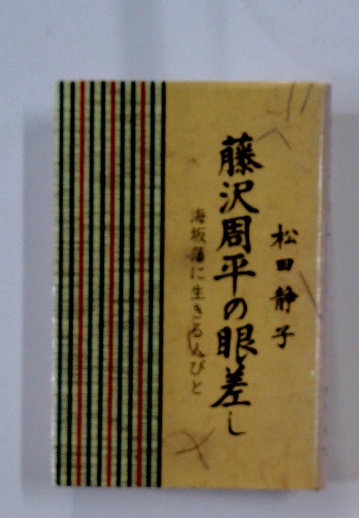 松田静子
藤沢周平の眼差し
海坂藩に生きる人びと